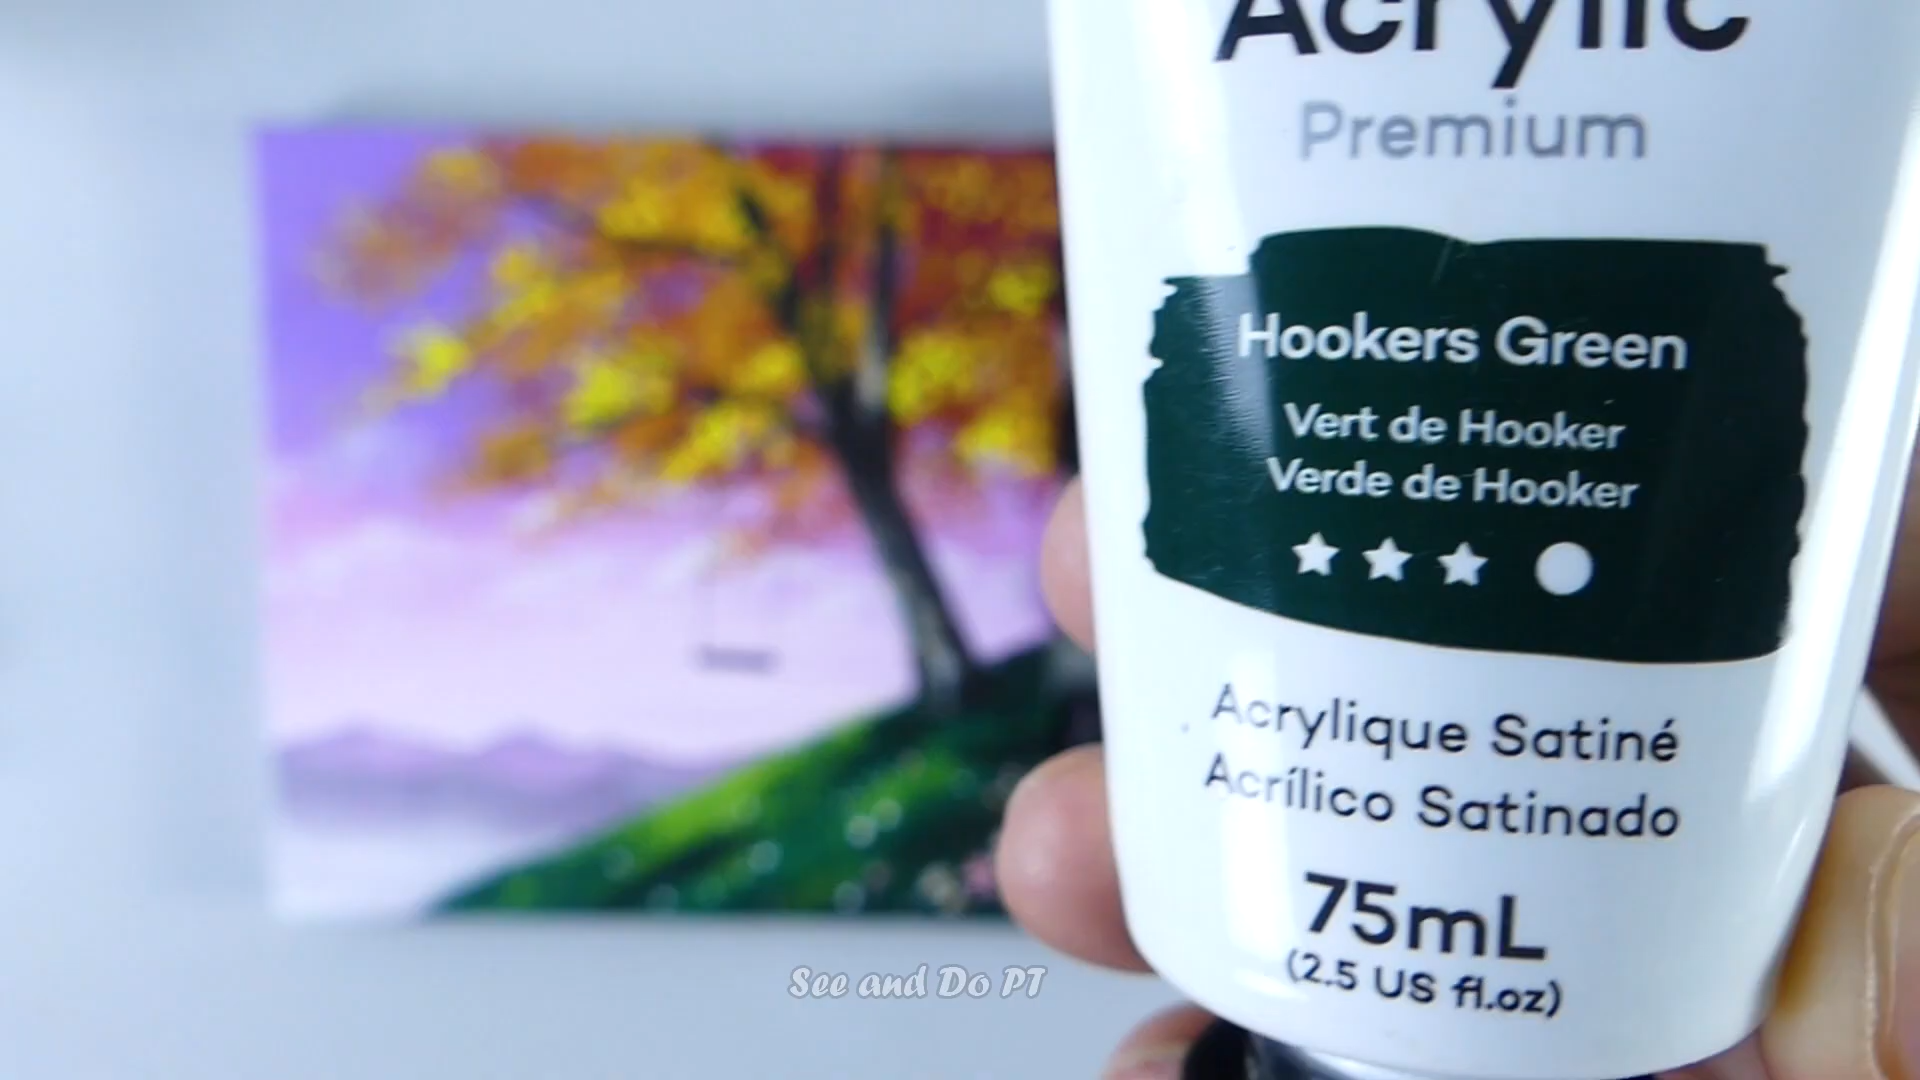 Acrylic
Premium
Hookers Green
Vert de Hooker
Verde de Hooker
Acrylique Satiné
Acrílico Satinado
75mL
(2.5 US fl.oz)
See and Do PT